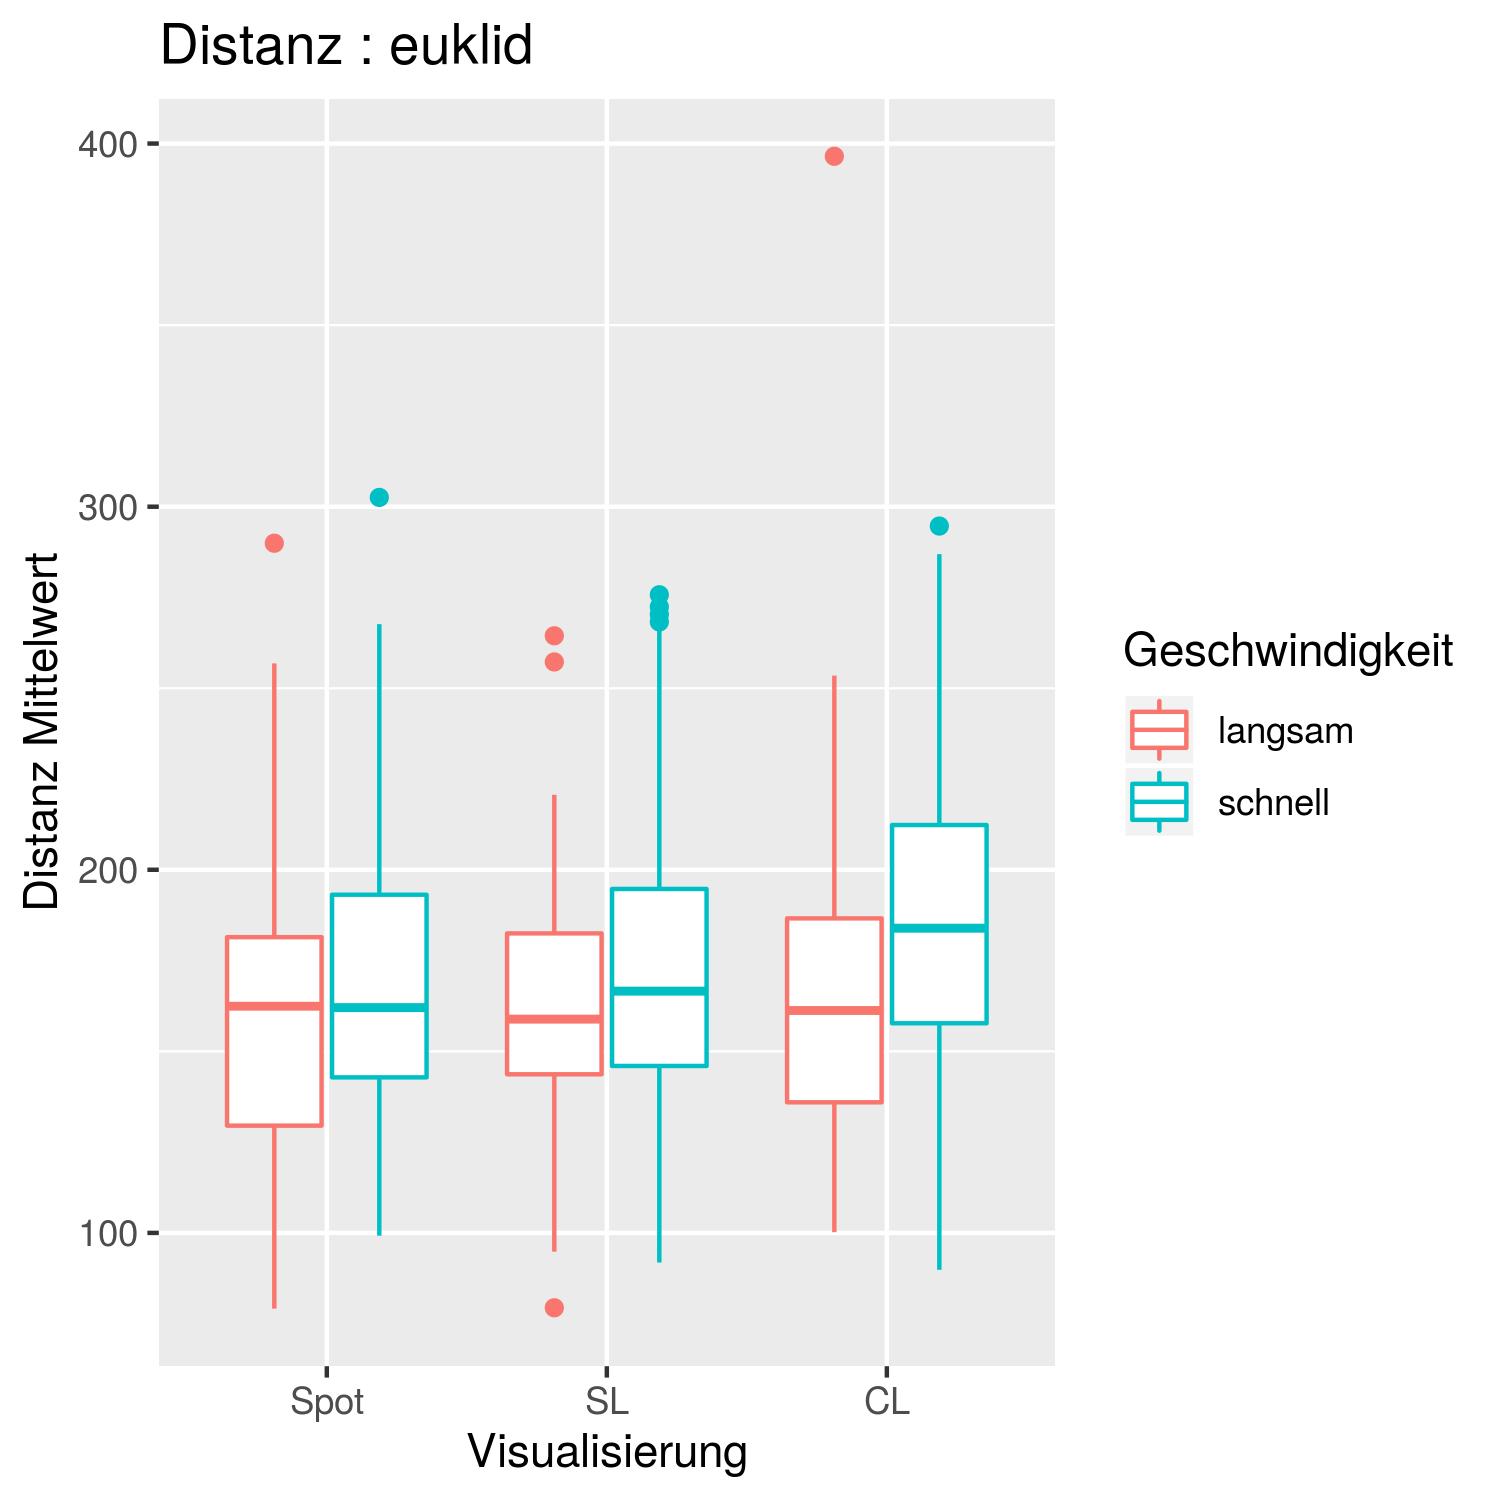 Distanz : euklid
400
300
200
100
Distanz Mittelwert
Spot SL CL
Visualisierung
Geschwindigkeit
langsam
schnell